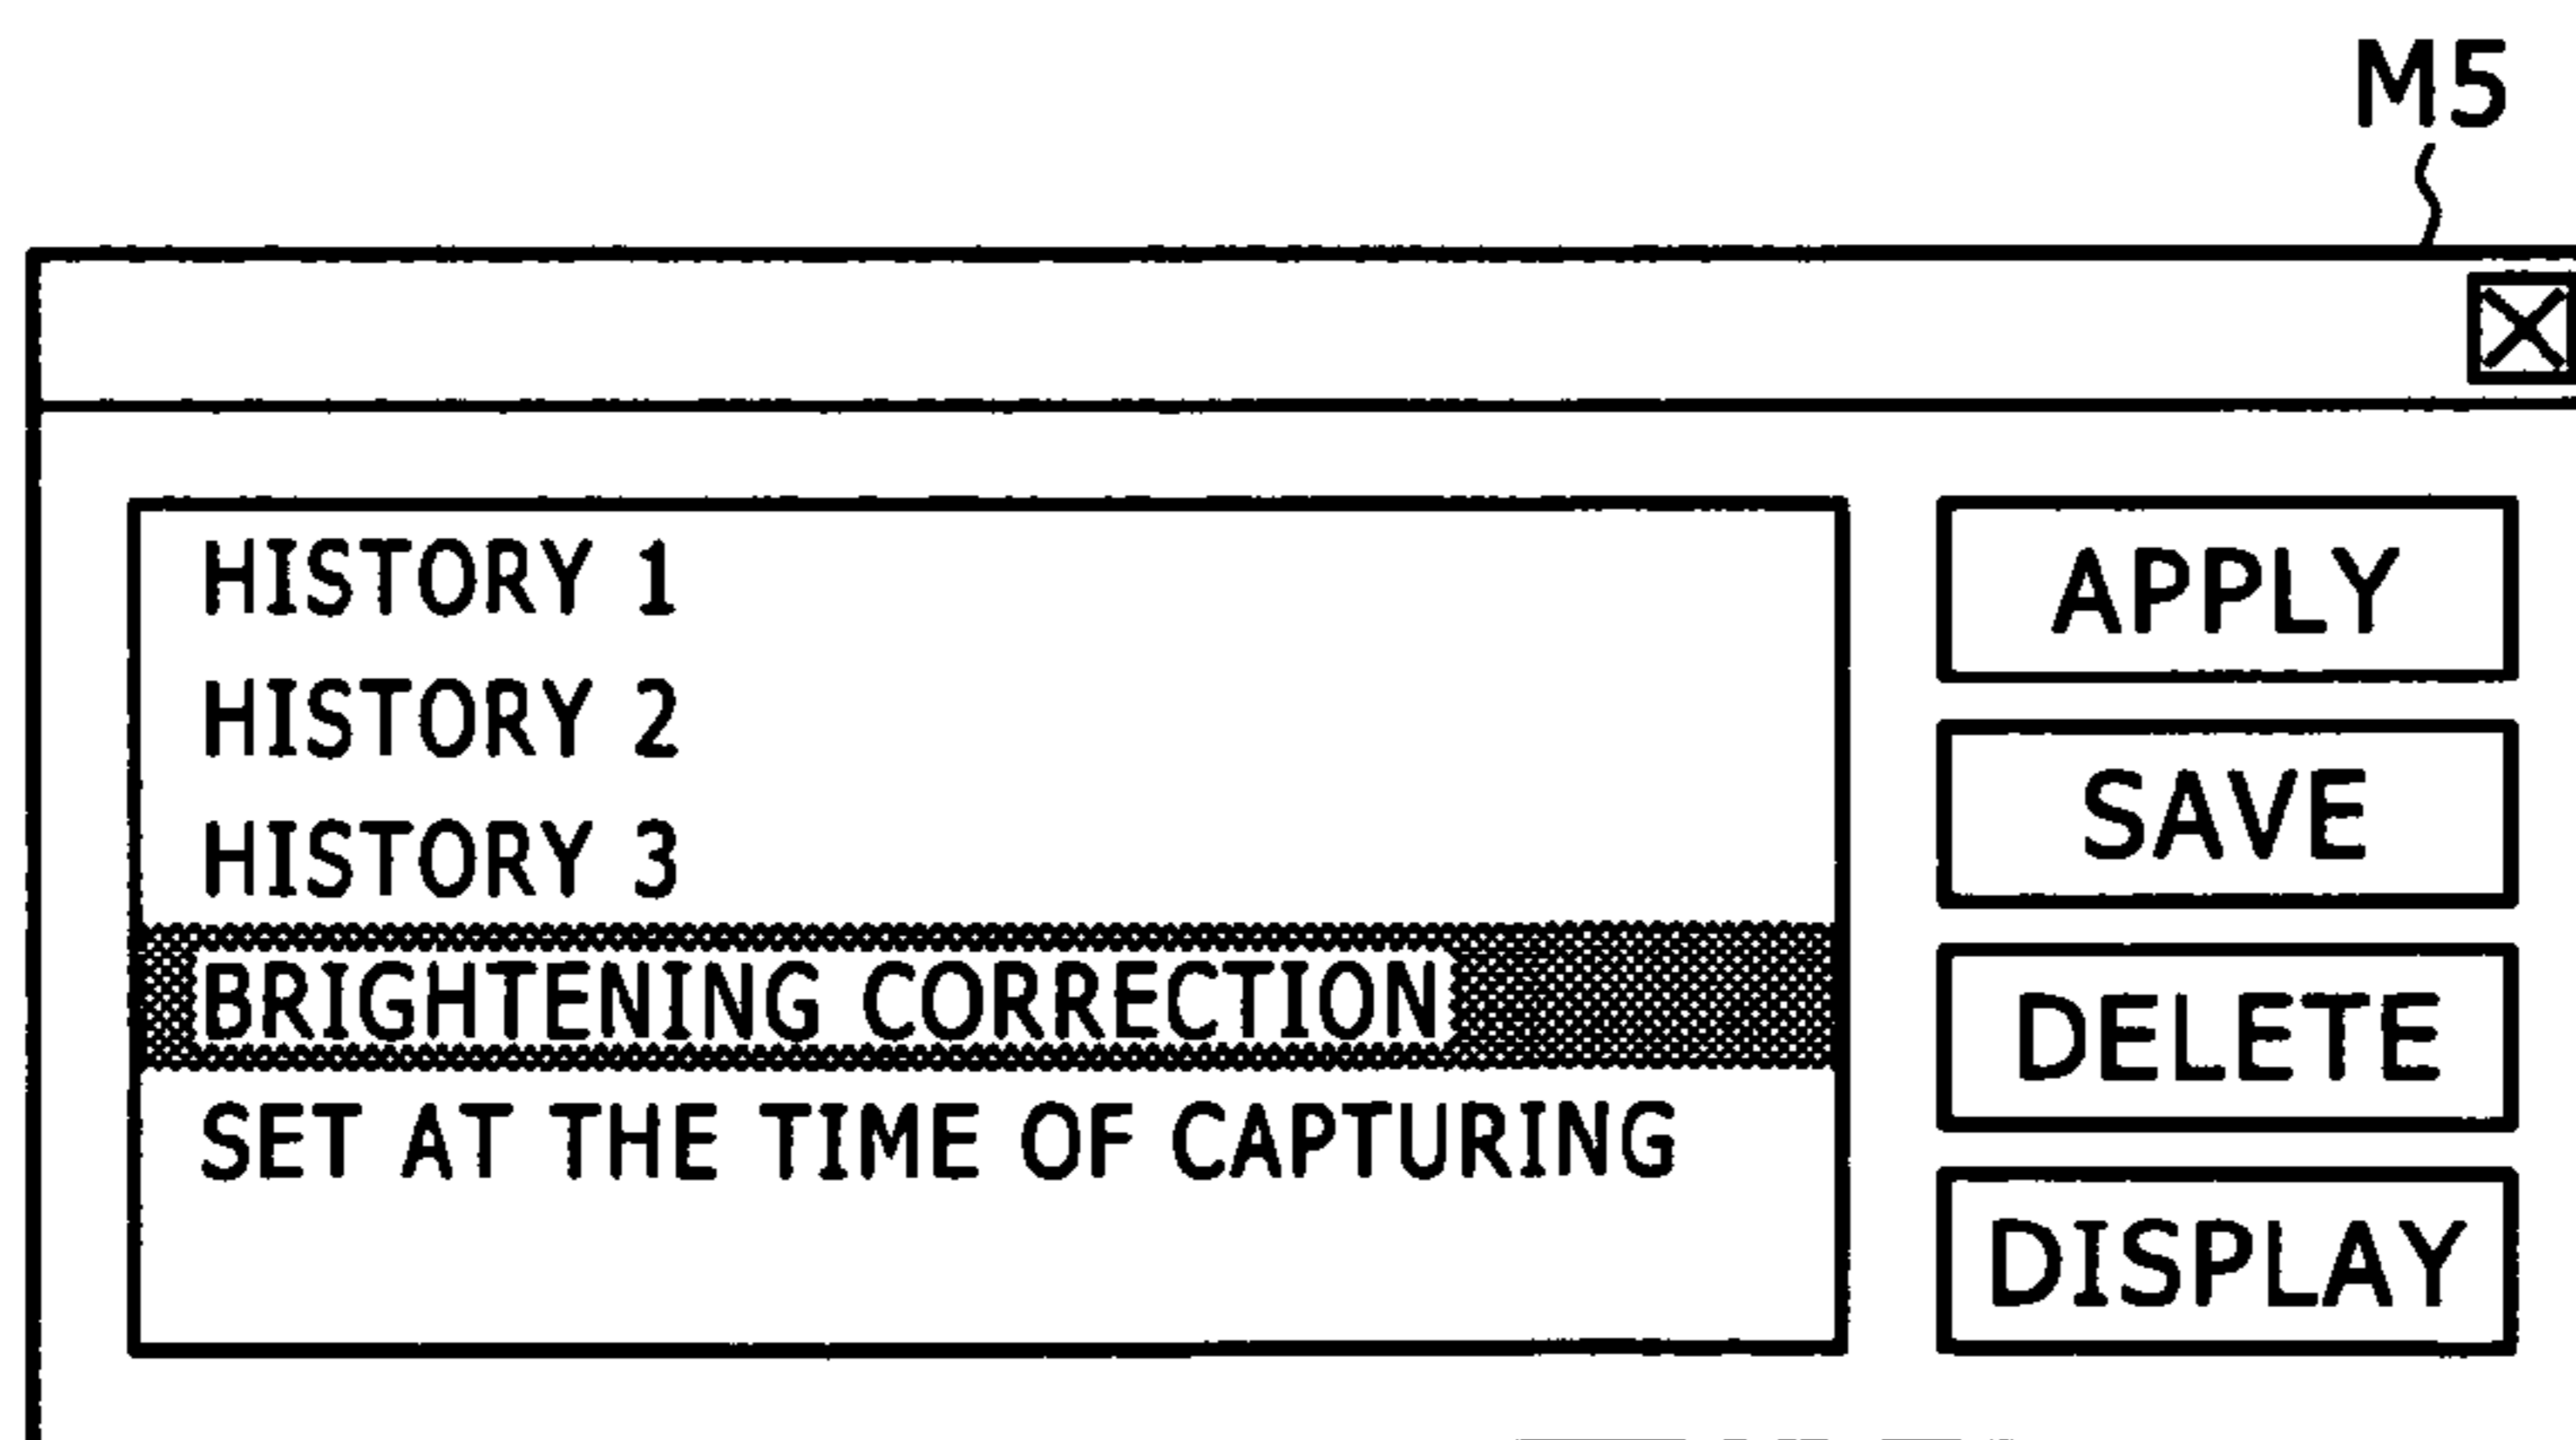 M5
HISTORY 1
HISTORY 2
HISTORY 3
BRIGHTENING CORRECTION
SET AT THE TIME OF CAPTURING
APPLY
SAVE
DELETE
DISPLAY